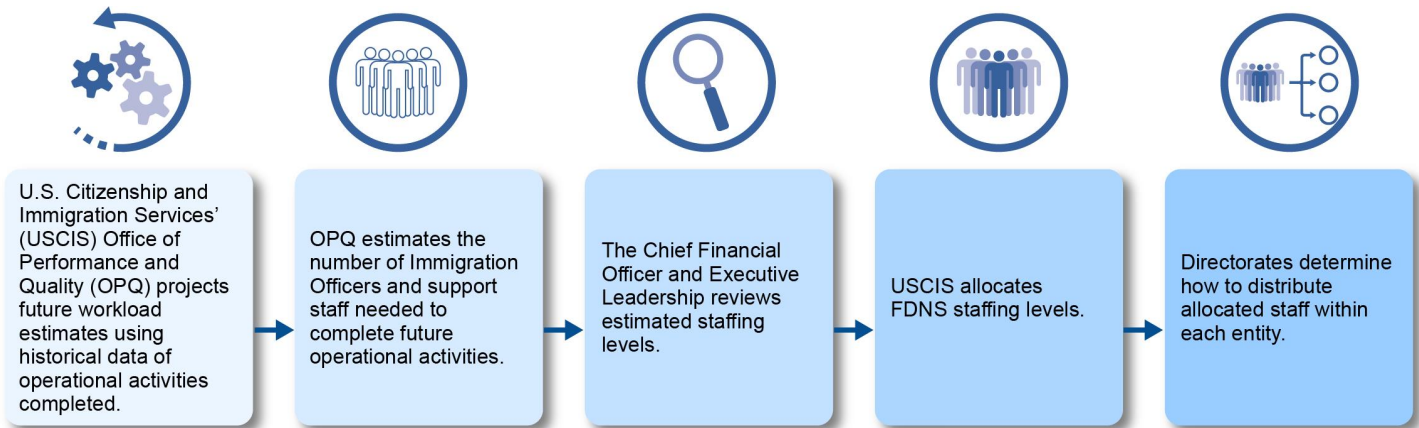 U.S. Citizenship and
Immigration Services’
(USCIS) Office of
Performance and
Quality (OPQ) projects
future workload
estimates using
historical data of
operational activities
completed.
OPQ estimates the
number of Immigration
Officers and support
staff needed to
complete future
operational activities.
The Chief Financial
Officer and Executive
Leadership reviews
estimated staffing
levels.
USCIS allocates
FDNS staffing levels.
Directorates determine
how to distribute
allocated staff within
each entity.